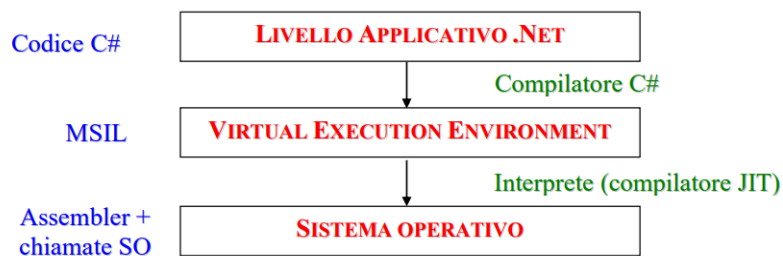 LIVELLO APPLICATIVO .NET
Codice C#
Compilatore C#
VIRTUAL EXECUTION ENVIRONMENT
MSIL
Interprete (compilatore JIT)
Assembler +
chiamate SO
SISTEMA OPERATIVO